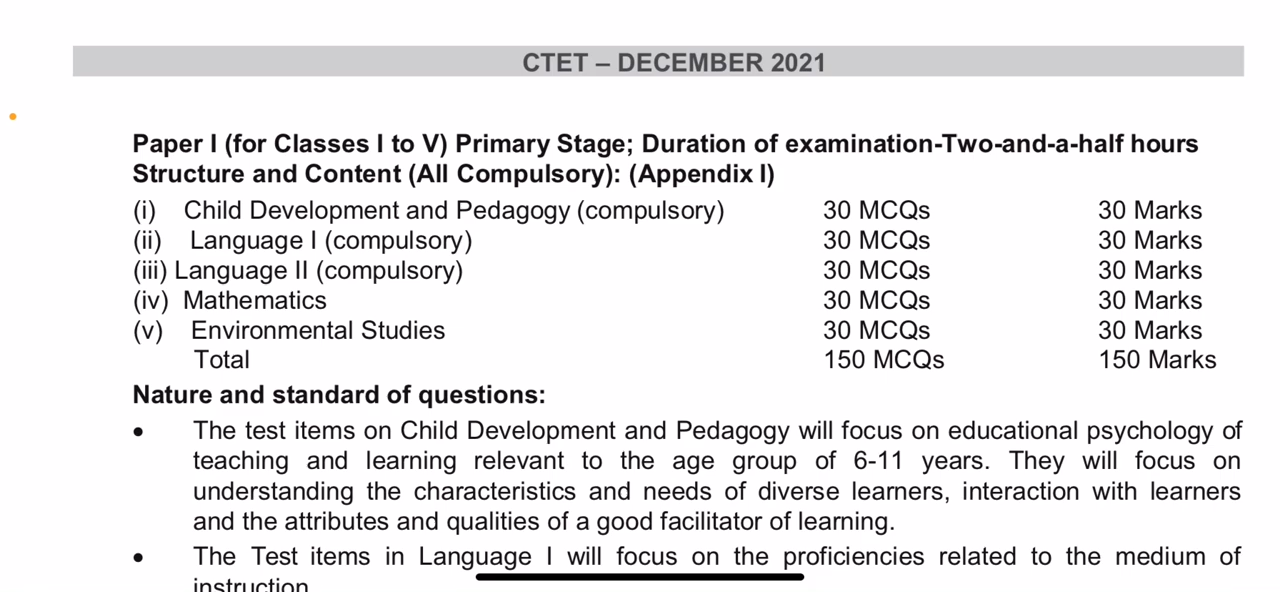 CTET – DECEMBER 2021
Paper I (for Classes I to V) Primary Stage; Duration of examination-Two-and-a-half hours
Structure and Content (All Compulsory): (Appendix I)
(i) Child Development and Pedagogy (compulsory) 30 MCQs 30 Marks
(ii) Language I (compulsory) 30 MCQs 30 Marks
(iii) Language II (compulsory) 30 MCQs 30 Marks
(iv) Mathematics 30 MCQs 30 Marks
(v) Environmental Studies 30 MCQs 30 Marks
Total 150 MCQs 150 Marks
Nature and standard of questions:
• The test items on Child Development and Pedagogy will focus on educational psychology of
teaching and learning relevant to the age group of 6-11 years. They will focus on
understanding the characteristics and needs of diverse learners, interaction with learners
and the attributes and qualities of a good facilitator of learning.
• The Test items in Language I will focus on the proficiencies related to the medium of
instruction